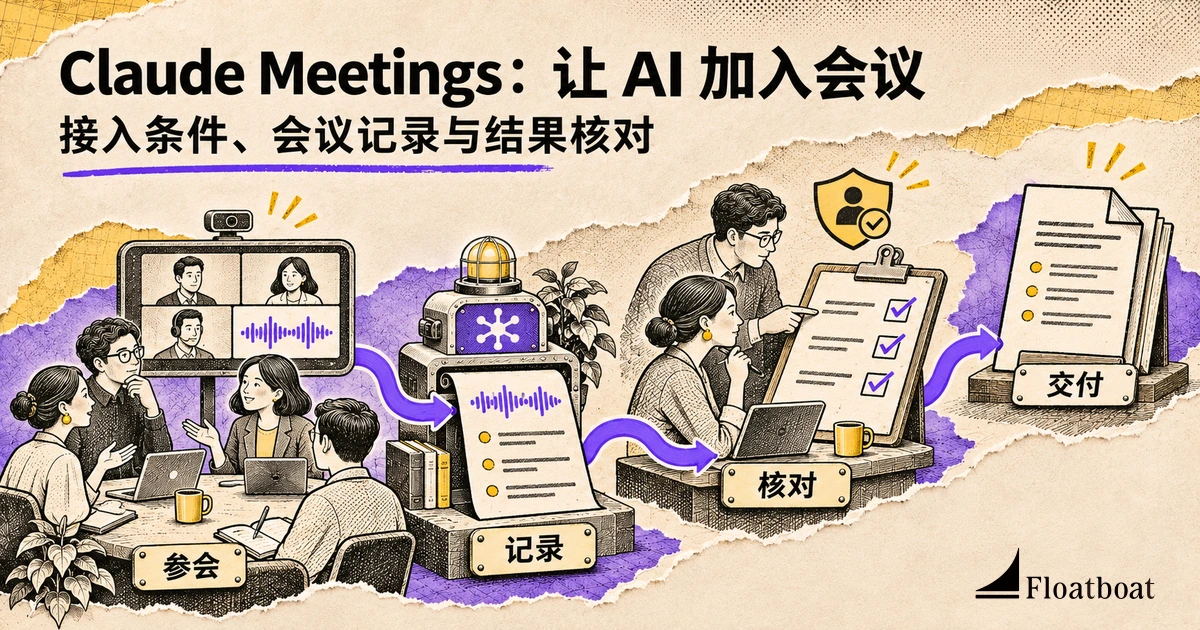 Claude Meetings：让 AI 加入会议
接入条件、会议记录与结果核对
参会
记录
核对
交付
Floatboat